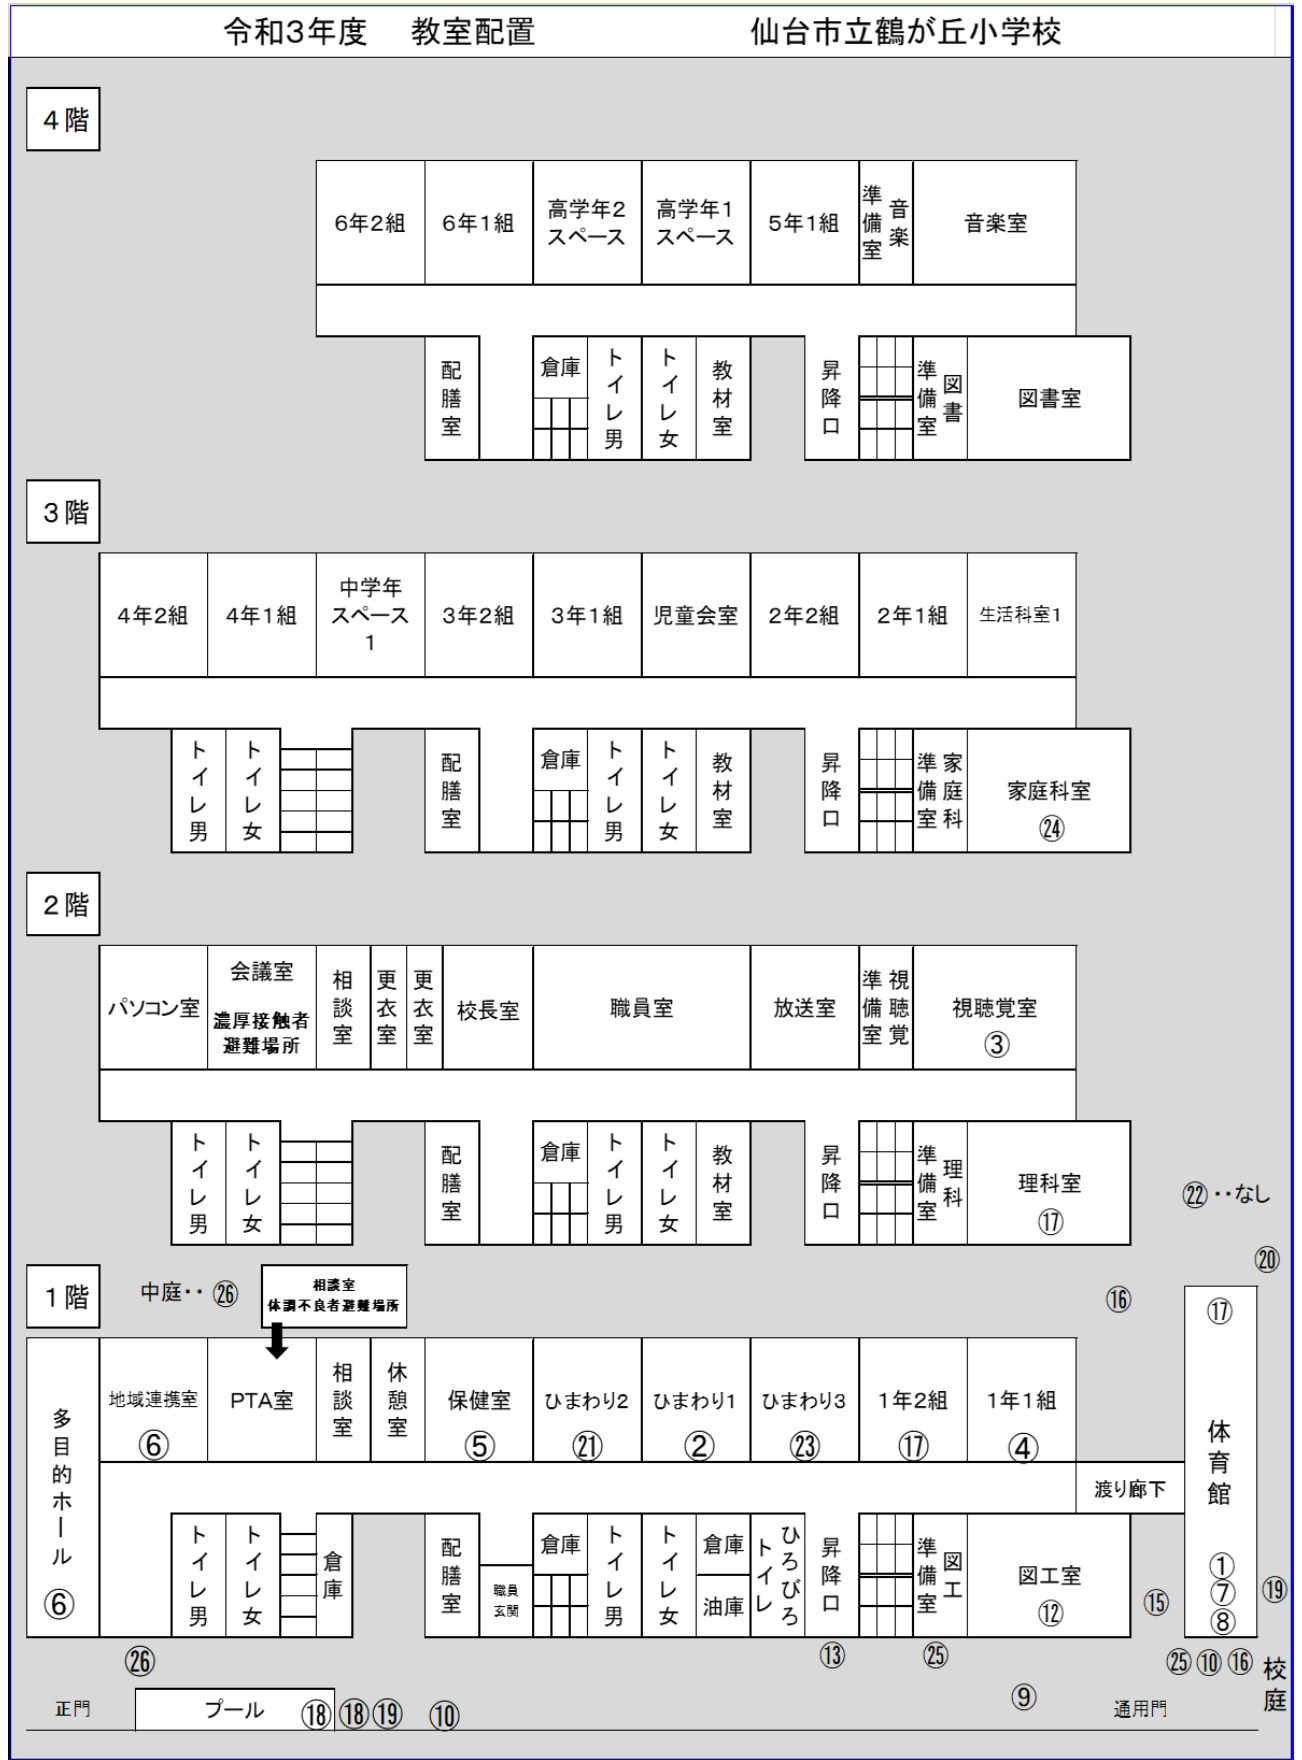 令和3年度 教室配置 仙台市立鶴が丘小学校
4階
6年2組
6年1組
高学年2
スペース
高学年1
スペース
5年1組
音楽
準備室
音楽室
配膳室
倉庫
トイレ男
トイレ女
教材室
昇降口
図書
準備室
図書室
3階
4年2組
4年1組
中学年
スペース
1
3年2組
3年1組
児童会室
2年2組
2年1組
生活科室1
トイレ男
トイレ女
配膳室
倉庫
トイレ男
トイレ女
教材室
昇降口
家庭科
準備室
家庭科室
㉔
2階
パソコン室
会議室
濃厚接触者
避難場所
相談室
更衣室
更衣室
校長室
職員室
放送室
視聴覚
準備室
視聴覚室
③
トイレ男
トイレ女
配膳室
倉庫
トイレ男
トイレ女
教材室
昇降口
理科
準備室
理科室
⑰
㉒・・なし
⑳
1階
中庭・・㉖
相談室
体調不良者避難場所
⑯
多目的ホール
⑥
地域連携室
⑥
PTA室
相談室
休憩室
保健室
⑤
ひまわり2
㉑
ひまわり1
②
ひまわり3
㉓
1年2組
⑰
1年1組
④
渡り廊下
⑰
体育館
①
⑦
⑧
⑲
トイレ男
トイレ女
倉庫
配膳室
職員
玄関
倉庫
トイレ男
トイレ女
倉庫
油庫
ひろびろ
トイレ
昇降口
図工
準備室
図工室
⑫
⑮
㉖
⑬
㉕
㉕⑩⑯
校庭
正門
プール
⑱
⑱⑲
⑩
⑨
通用門